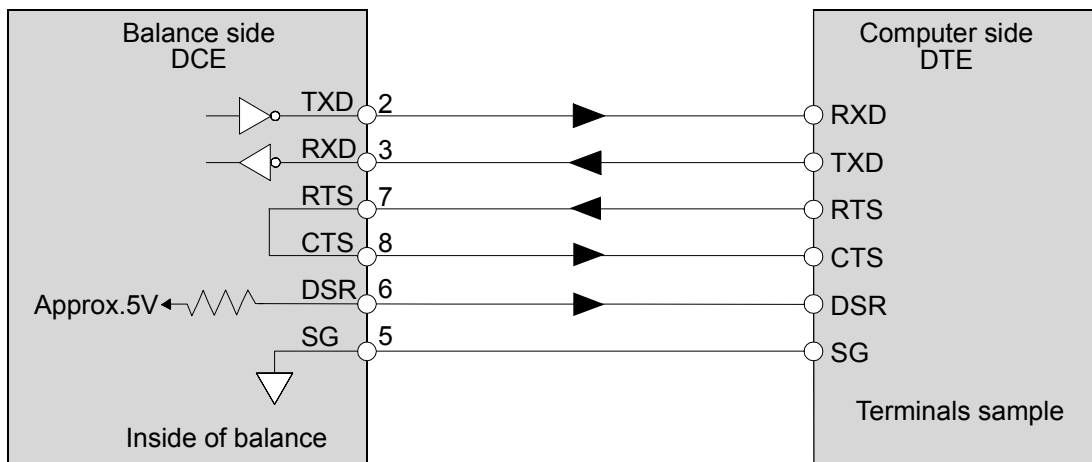 Balance side
DCE
Computer side
DTE
TXD 2
RXD
RXD 3
TXD
RTS 7
RTS
CTS 8
CTS
Approx.5V
DSR 6
DSR
SG 5
SG
Inside of balance
Terminals sample